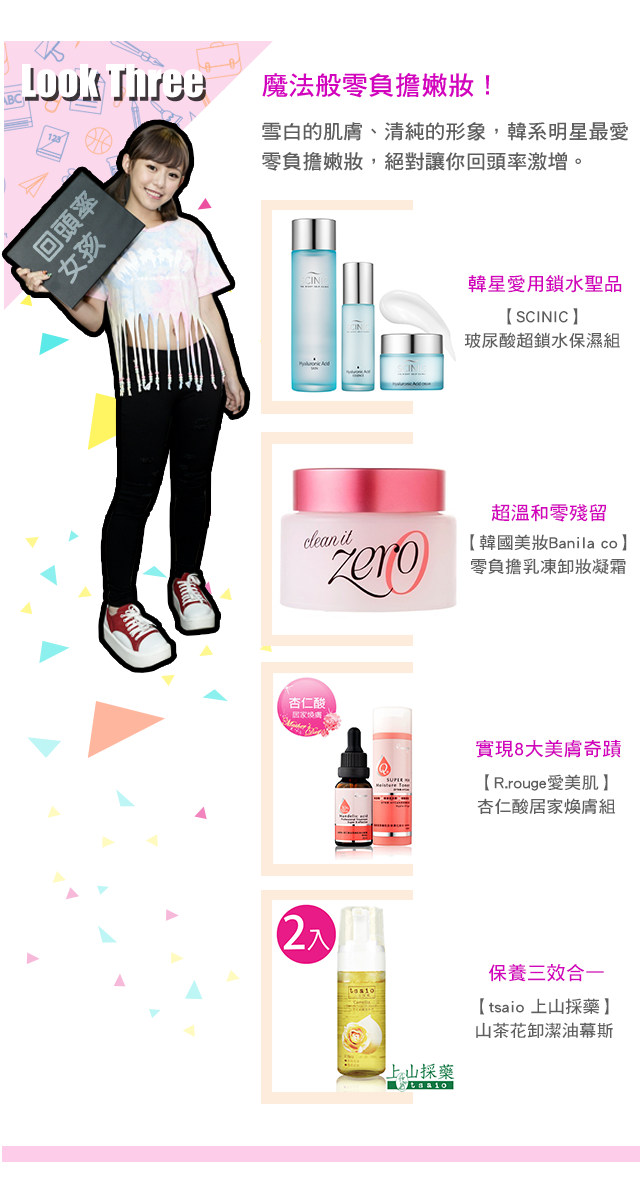 Look Three
魔法般零負擔嫩妝！
雪白的肌膚、清純的形象，韓系明星最愛
零負擔嫩妝，絕對讓你回頭率激增。
ABC
123
回頭率
女孩
韓星愛用鎖水聖品
【SCINIC】
玻尿酸超鎖水保濕組
Hyaluronic Acid
超溫和零殘留
【韓國美妝Banila co】
零負擔乳凍卸妝凝霜
clean it
zero
杏仁酸
居家煥膚
實現8大美膚奇蹟
【R.rouge愛美肌】
杏仁酸居家煥膚組
SUPER
Moisture Toner
Mandelic acid
2入
保養三效合一
【tsaio 上山採藥】
山茶花卸潔油幕斯
tsaio
上山採藥
tsaio